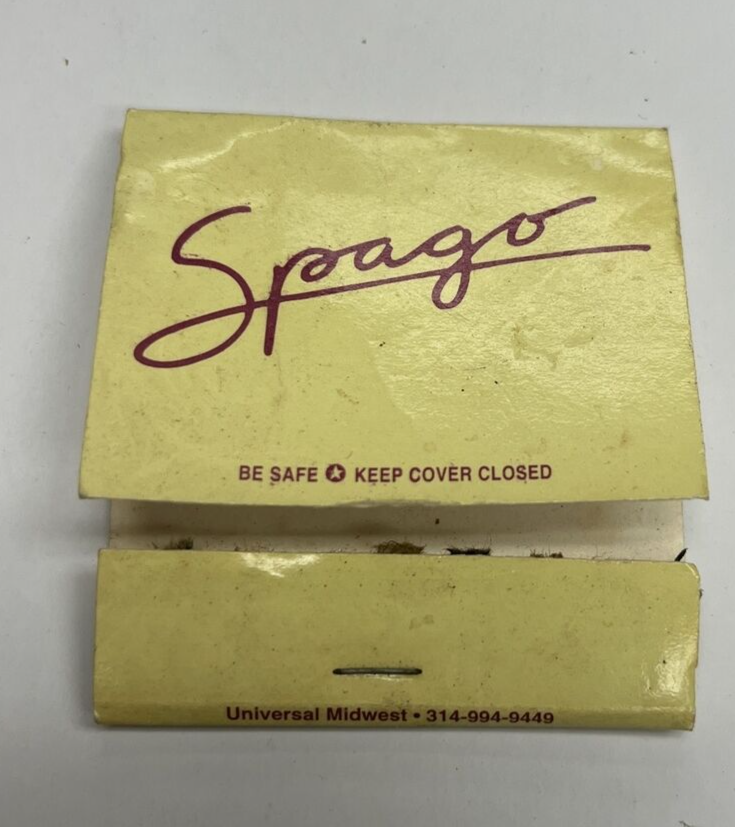 Spago
BE SAFE ✪ KEEP COVER CLOSED
Universal Midwest • 314-994-9449